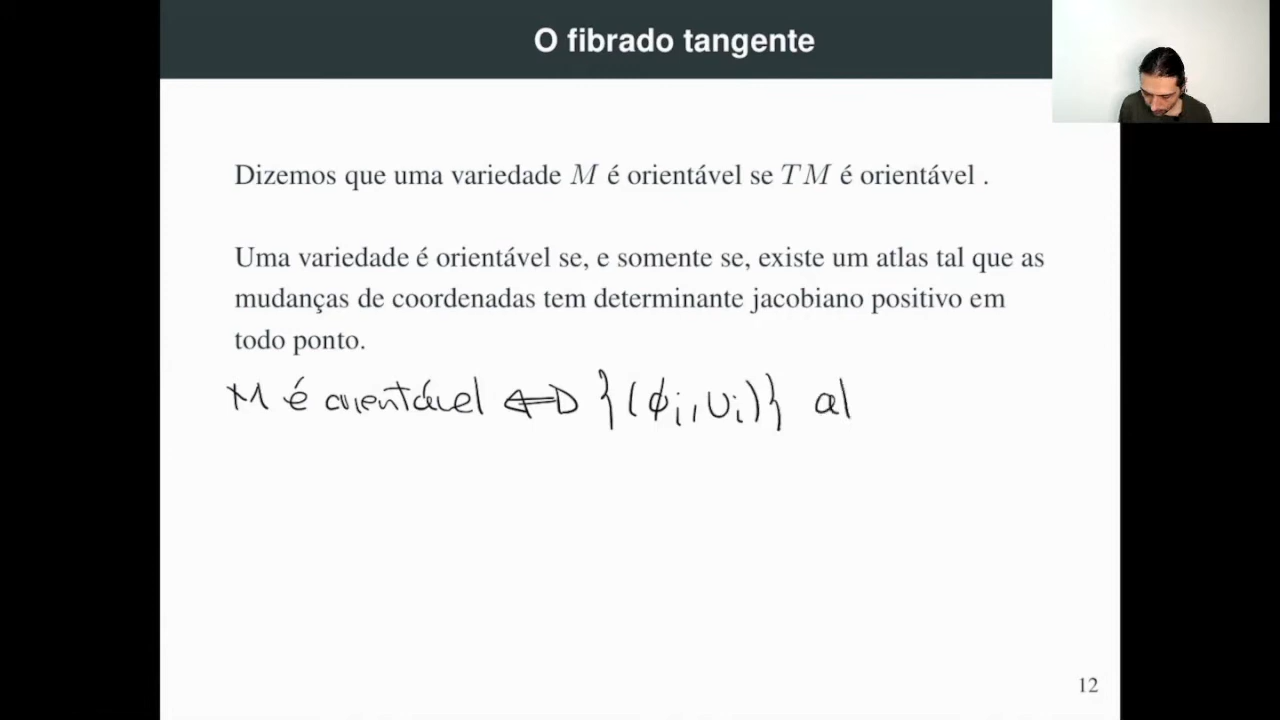 O fibrado tangente
Dizemos que uma variedade M é orientável se TM é orientável .
Uma variedade é orientável se, e somente se, existe um atlas tal que as
mudanças de coordenadas tem determinante jacobiano positivo em
todo ponto.
M é orientável ⇔ {(ϕi, Ui)} al
12